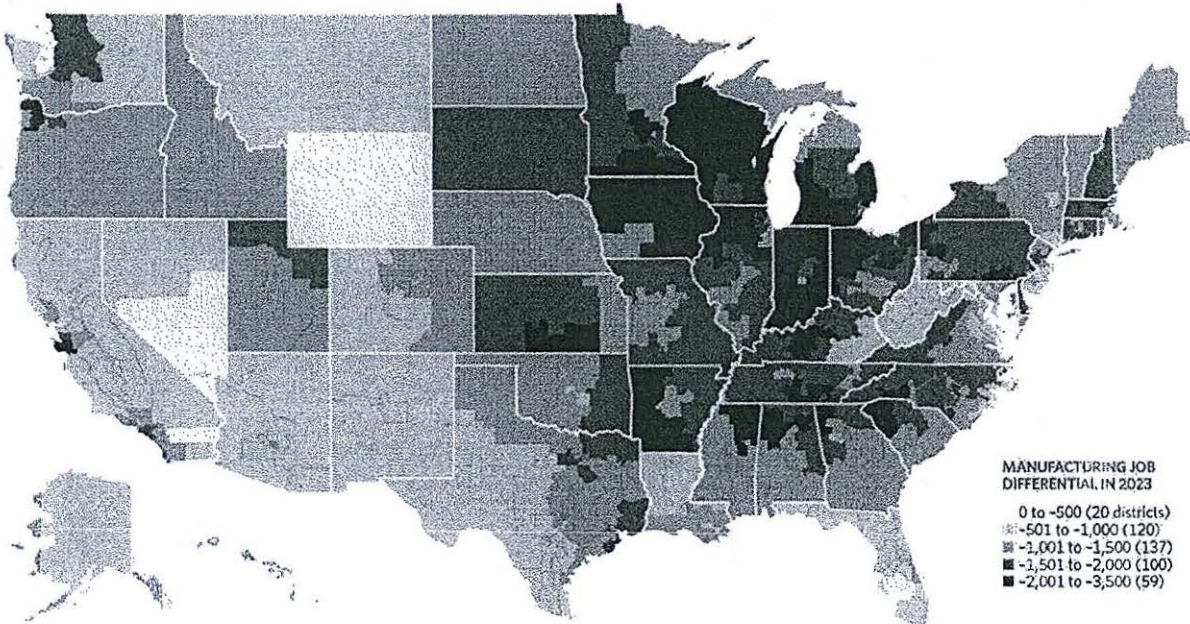 MANUFACTURING JOB
DIFFERENTIAL IN 2023
0 to -500 (20 districts)
-501 to -1,000 (120)
-1,001 to -1,500 (137)
-1,501 to -2,000 (100)
-2,001 to -3,500 (59)